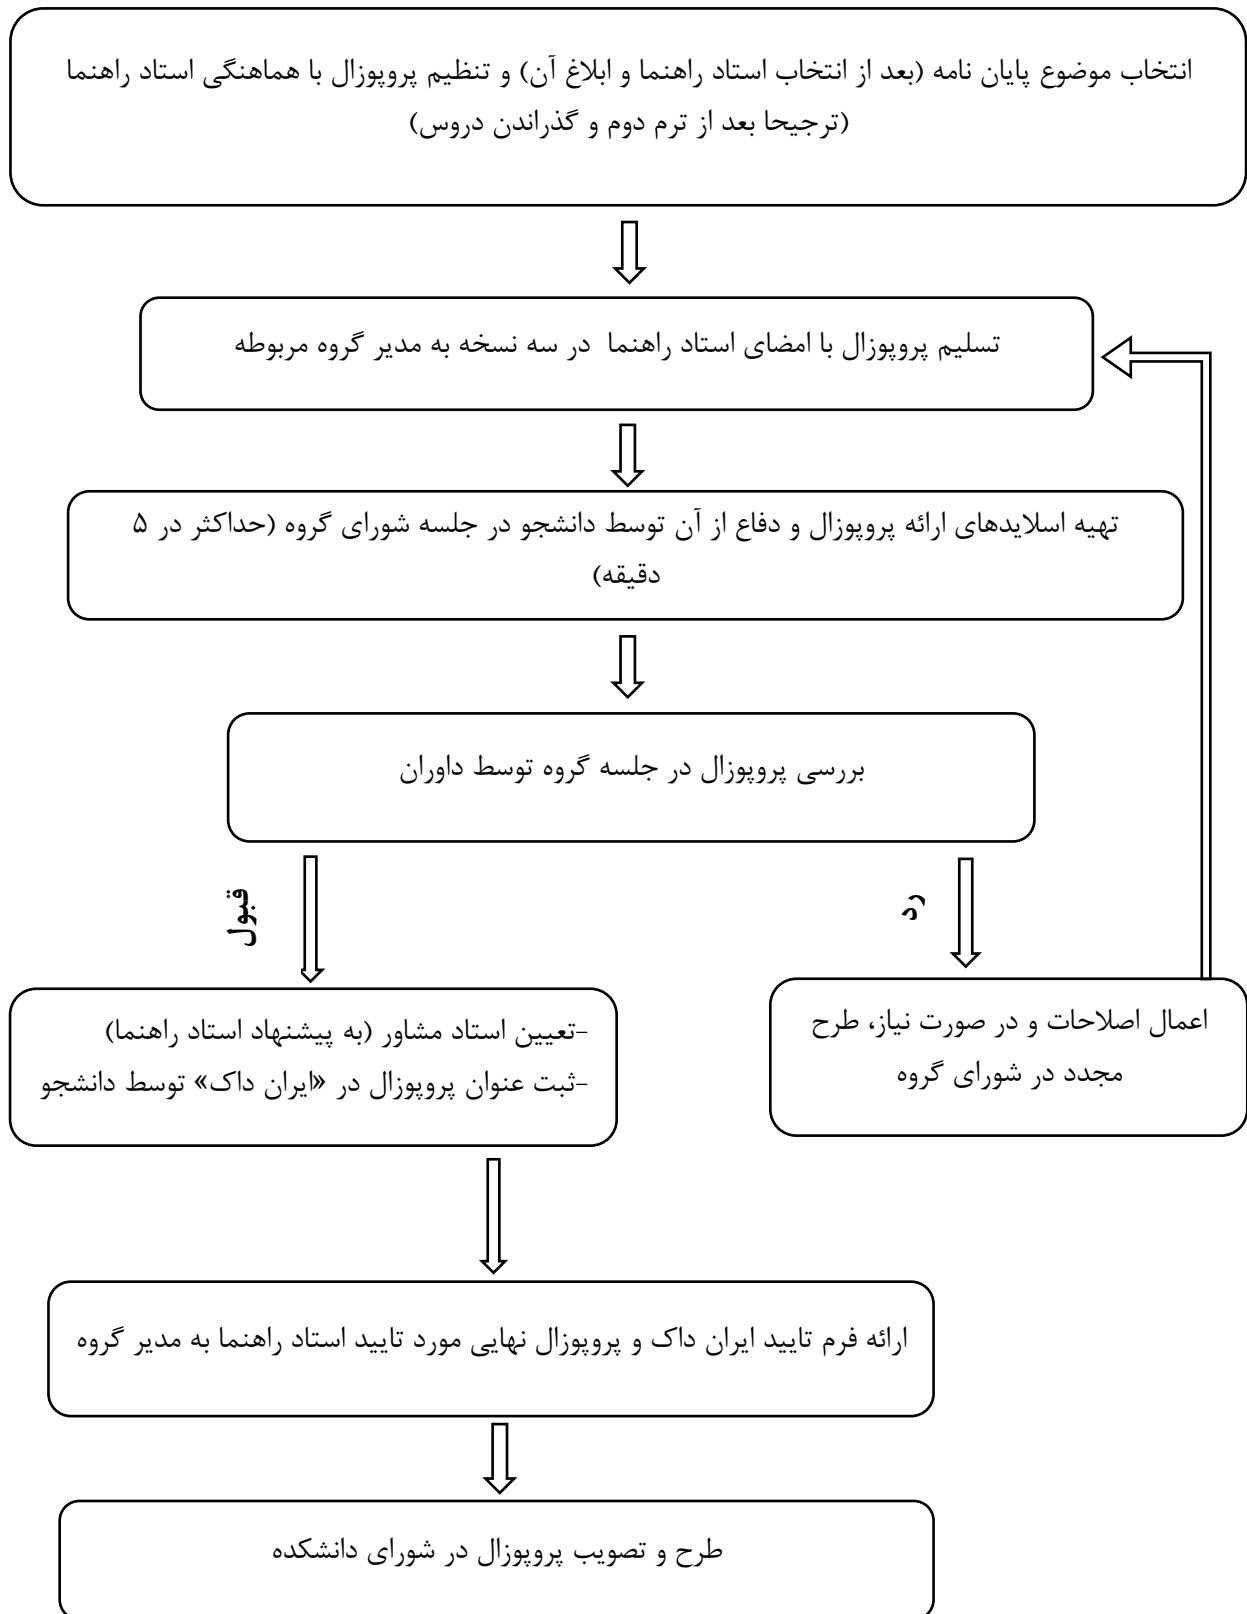 انتخاب موضوع پایان نامه (بعد از انتخاب استاد راهنما و ابلاغ آن) و تنظیم پروپوزال با هماهنگی استاد راهنما
(ترجیحا بعد از ترم دوم و گذراندن دروس)
تسلیم پروپوزال با امضای استاد راهنما در سه نسخه به مدیر گروه مربوطه
تهیه اسلایدهای ارائه پروپوزال و دفاع از آن توسط دانشجو در جلسه شورای گروه (حداکثر در ۵
دقیقه)
بررسی پروپوزال در جلسه گروه توسط داوران
رد
قبول
اعمال اصلاحات و در صورت نیاز، طرح
مجدد در شورای گروه
-تعیین استاد مشاور (به پیشنهاد استاد راهنما)
-ثبت عنوان پروپوزال در «ایران داک» توسط دانشجو
ارائه فرم تایید ایران داک و پروپوزال نهایی مورد تایید استاد راهنما به مدیر گروه
طرح و تصویب پروپوزال در شورای دانشکده